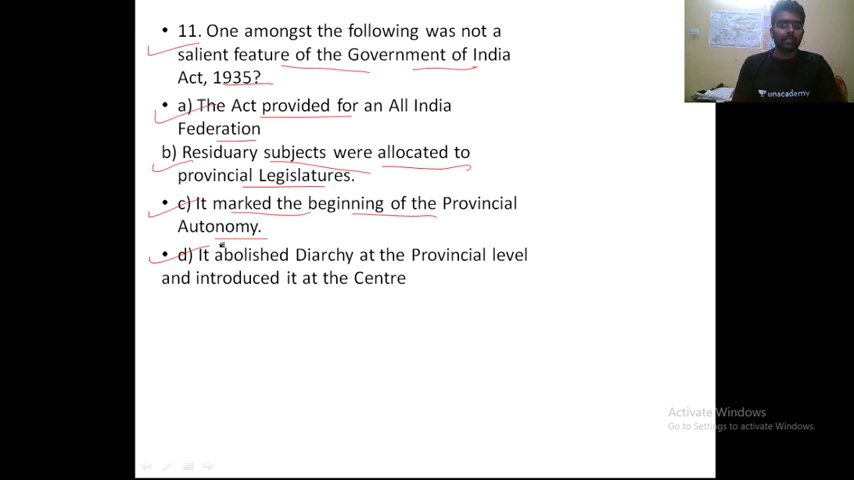 • 11. One amongst the following was not a
salient feature of the Government of India
Act, 1935?
• a) The Act provided for an All India
Federation
b) Residuary subjects were allocated to
provincial Legislatures.
• c) It marked the beginning of the Provincial
Autonomy.
• d) It abolished Diarchy at the Provincial level
and introduced it at the Centre
unacademy
Activate Windows
Go to Settings to activate Windows.